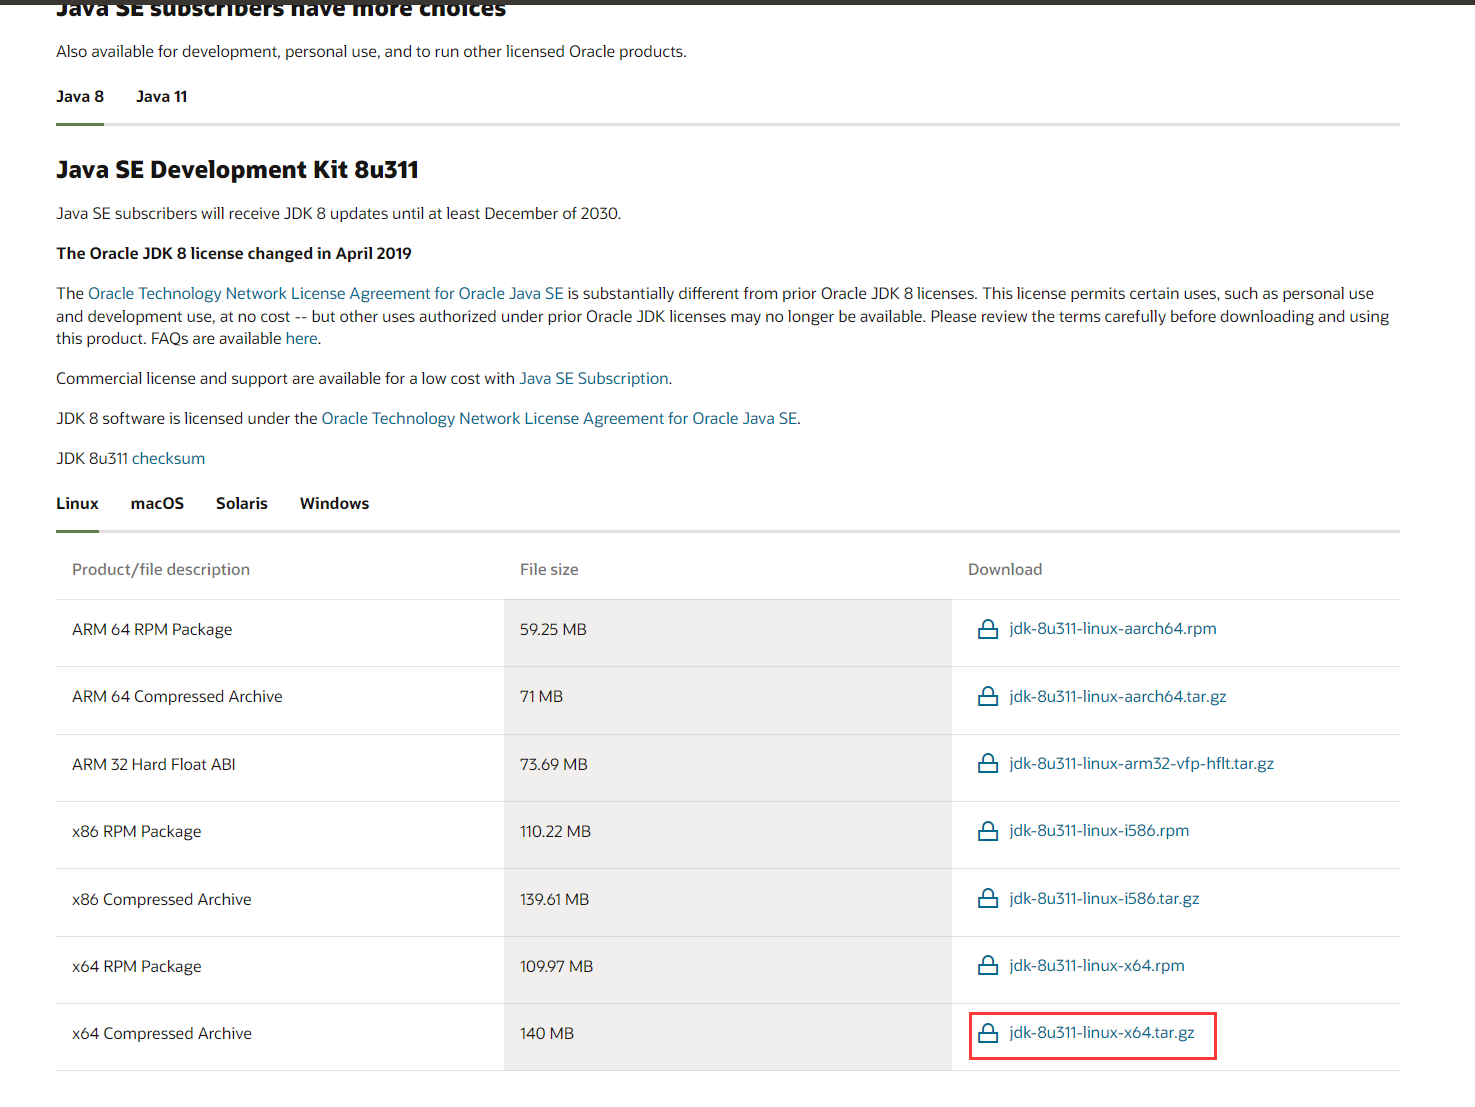 Java SE subscribers have more choices
Also available for development, personal use, and to run other licensed Oracle products.
Java 8 Java 11
Java SE Development Kit 8u311
Java SE subscribers will receive JDK 8 updates until at least December of 2030.
The Oracle JDK 8 license changed in April 2019
The Oracle Technology Network License Agreement for Oracle Java SE is substantially different from prior Oracle JDK 8 licenses. This license permits certain uses, such as personal use
and development use, at no cost -- but other uses authorized under prior Oracle JDK licenses may no longer be available. Please review the terms carefully before downloading and using
this product. FAQs are available here.
Commercial license and support are available for a low cost with Java SE Subscription.
JDK 8 software is licensed under the Oracle Technology Network License Agreement for Oracle Java SE.
JDK 8u311 checksum
Linux macOS Solaris Windows
Product/file description File size Download
ARM 64 RPM Package 59.25 MB jdk-8u311-linux-aarch64.rpm
ARM 64 Compressed Archive 71 MB jdk-8u311-linux-aarch64.tar.gz
ARM 32 Hard Float ABI 73.69 MB jdk-8u311-linux-arm32-vfp-hflt.tar.gz
x86 RPM Package 110.22 MB jdk-8u311-linux-i586.rpm
x86 Compressed Archive 139.61 MB jdk-8u311-linux-i586.tar.gz
x64 RPM Package 109.97 MB jdk-8u311-linux-x64.rpm
x64 Compressed Archive 140 MB jdk-8u311-linux-x64.tar.gz